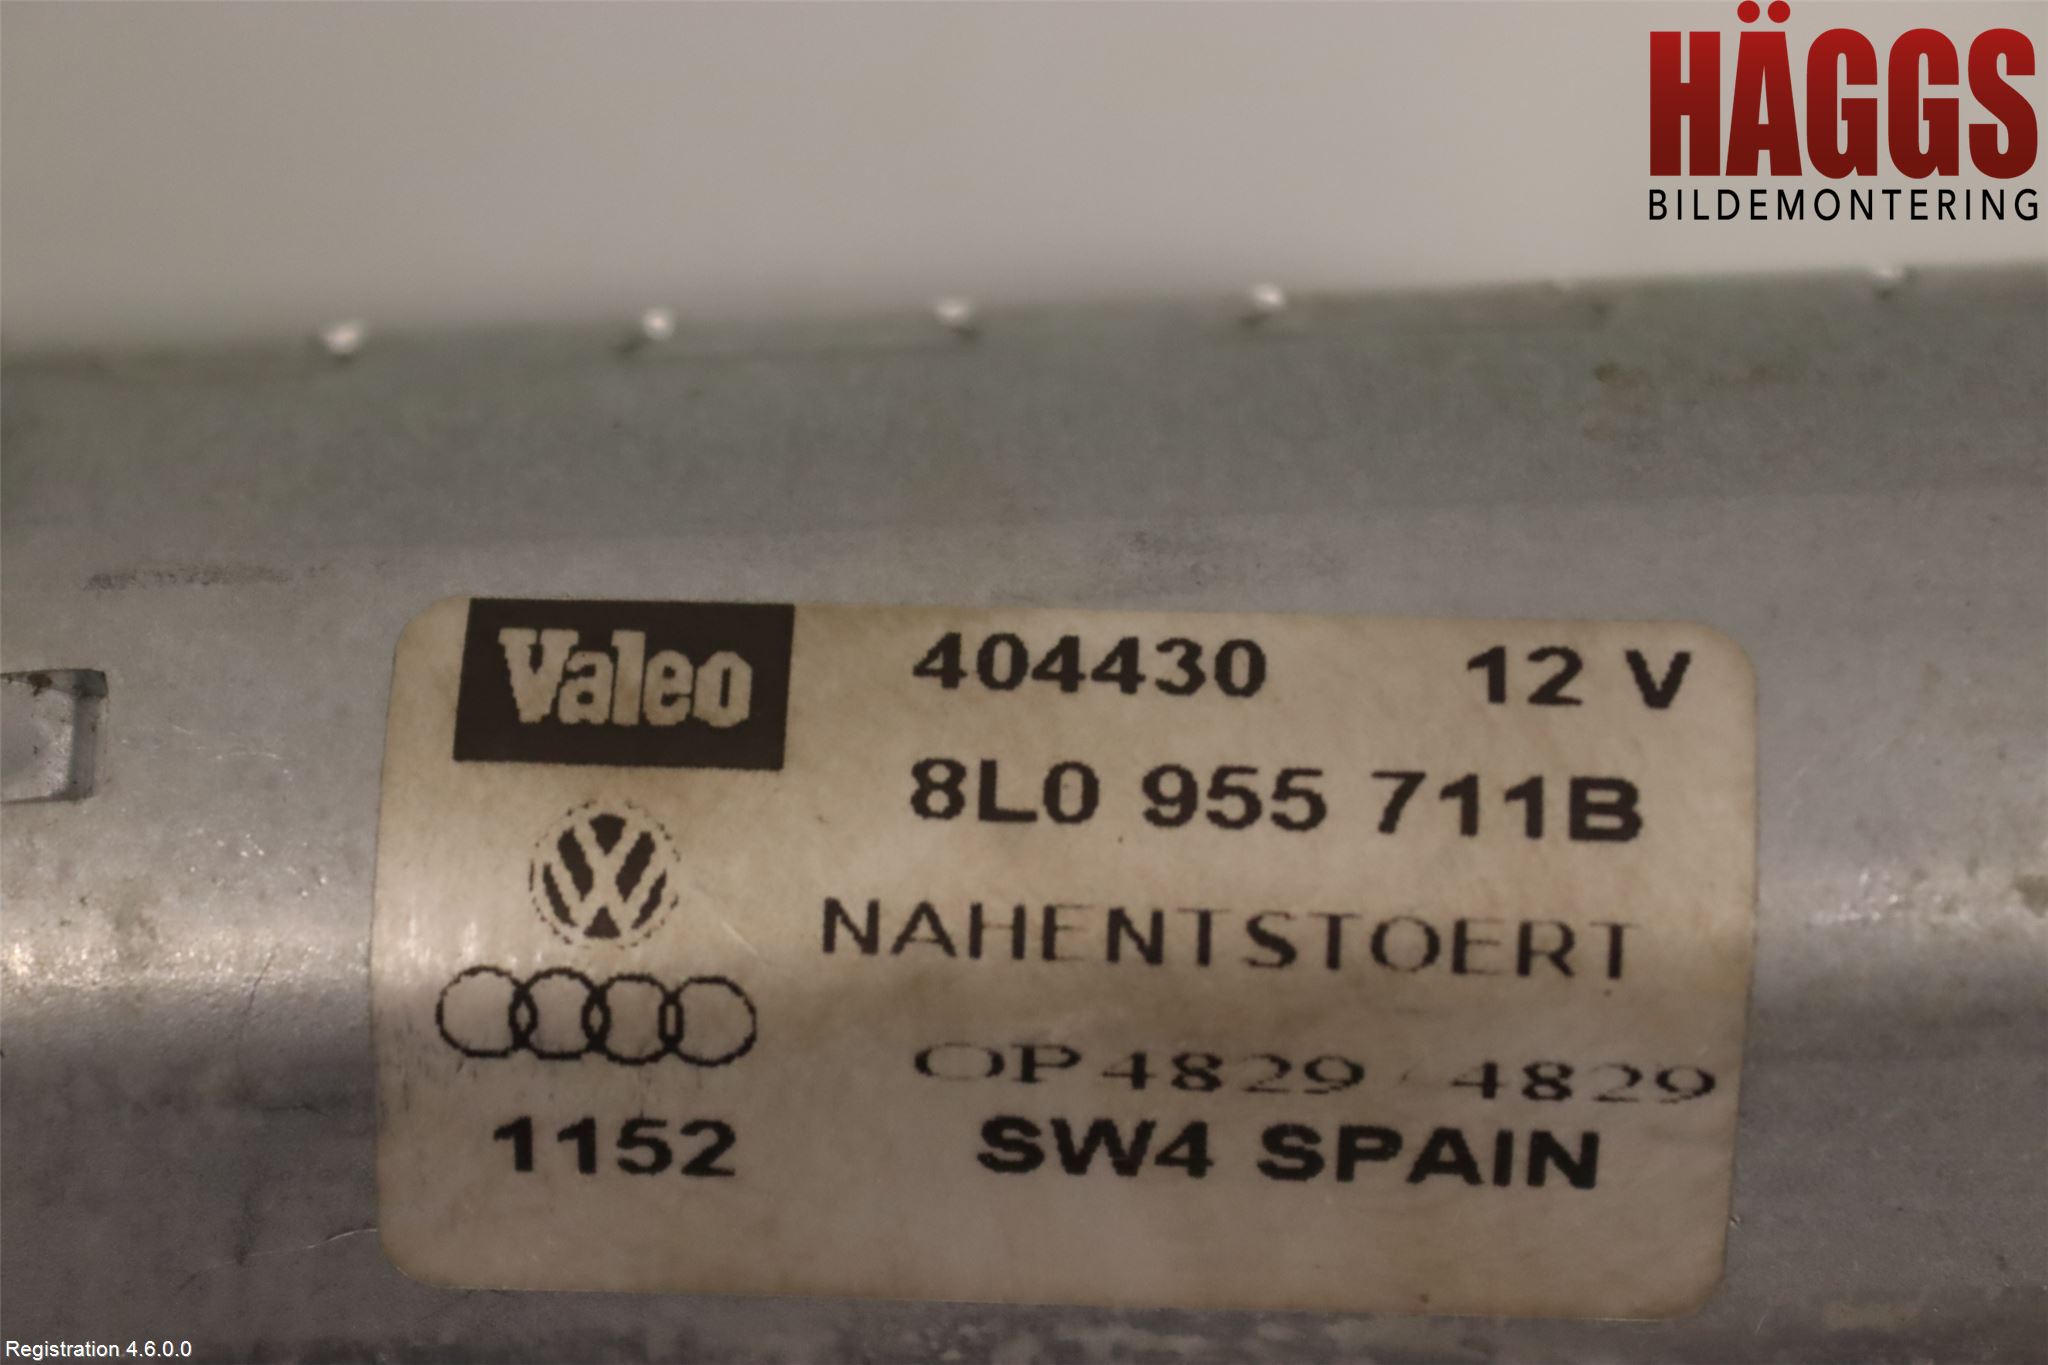 HÄGGS
BILDEMONTERING
Valeo 404430 12 V
8L0 955 711B
NAHENTSTOERT
OP4829 / 4829
1152 SW4 SPAIN
Registration 4.6.0.0